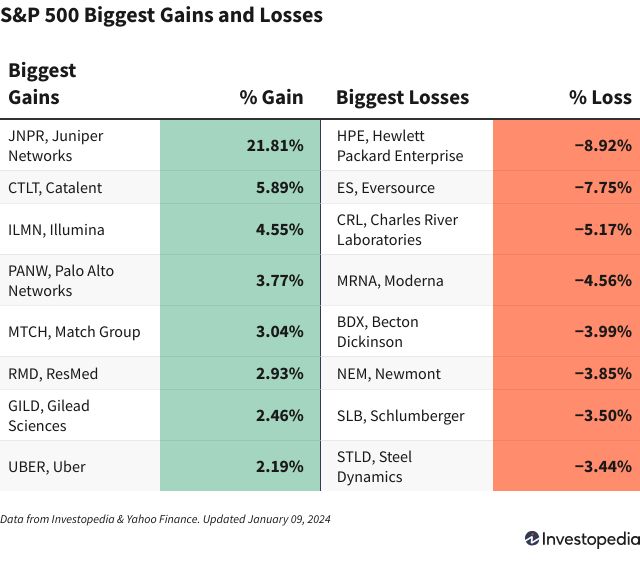 S&P 500 Biggest Gains and Losses
Biggest
Gains
% Gain
Biggest Losses
% Loss
JNPR, Juniper
Networks
21.81%
HPE, Hewlett
Packard Enterprise
−8.92%
CTLT, Catalent
5.89%
ES, Eversource
−7.75%
ILMN, Illumina
4.55%
CRL, Charles River
Laboratories
−5.17%
PANW, Palo Alto
Networks
3.77%
MRNA, Moderna
−4.56%
MTCH, Match Group
3.04%
BDX, Becton
Dickinson
−3.99%
RMD, ResMed
2.93%
NEM, Newmont
−3.85%
GILD, Gilead
Sciences
2.46%
SLB, Schlumberger
−3.50%
UBER, Uber
2.19%
STLD, Steel
Dynamics
−3.44%
Data from Investopedia & Yahoo Finance. Updated January 09, 2024
Investopedia